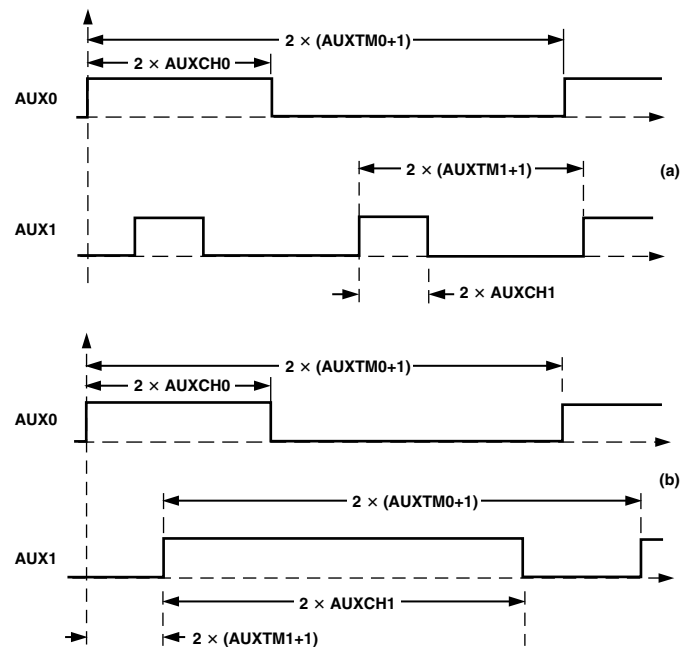 2 × (AUXTM0+1)
2 × AUXCH0
AUX0
2 × (AUXTM1+1)
(a)
AUX1
2 × AUXCH1
2 × (AUXTM0+1)
2 × AUXCH0
AUX0
(b)
2 × (AUXTM0+1)
AUX1
2 × AUXCH1
2 × (AUXTM1+1)